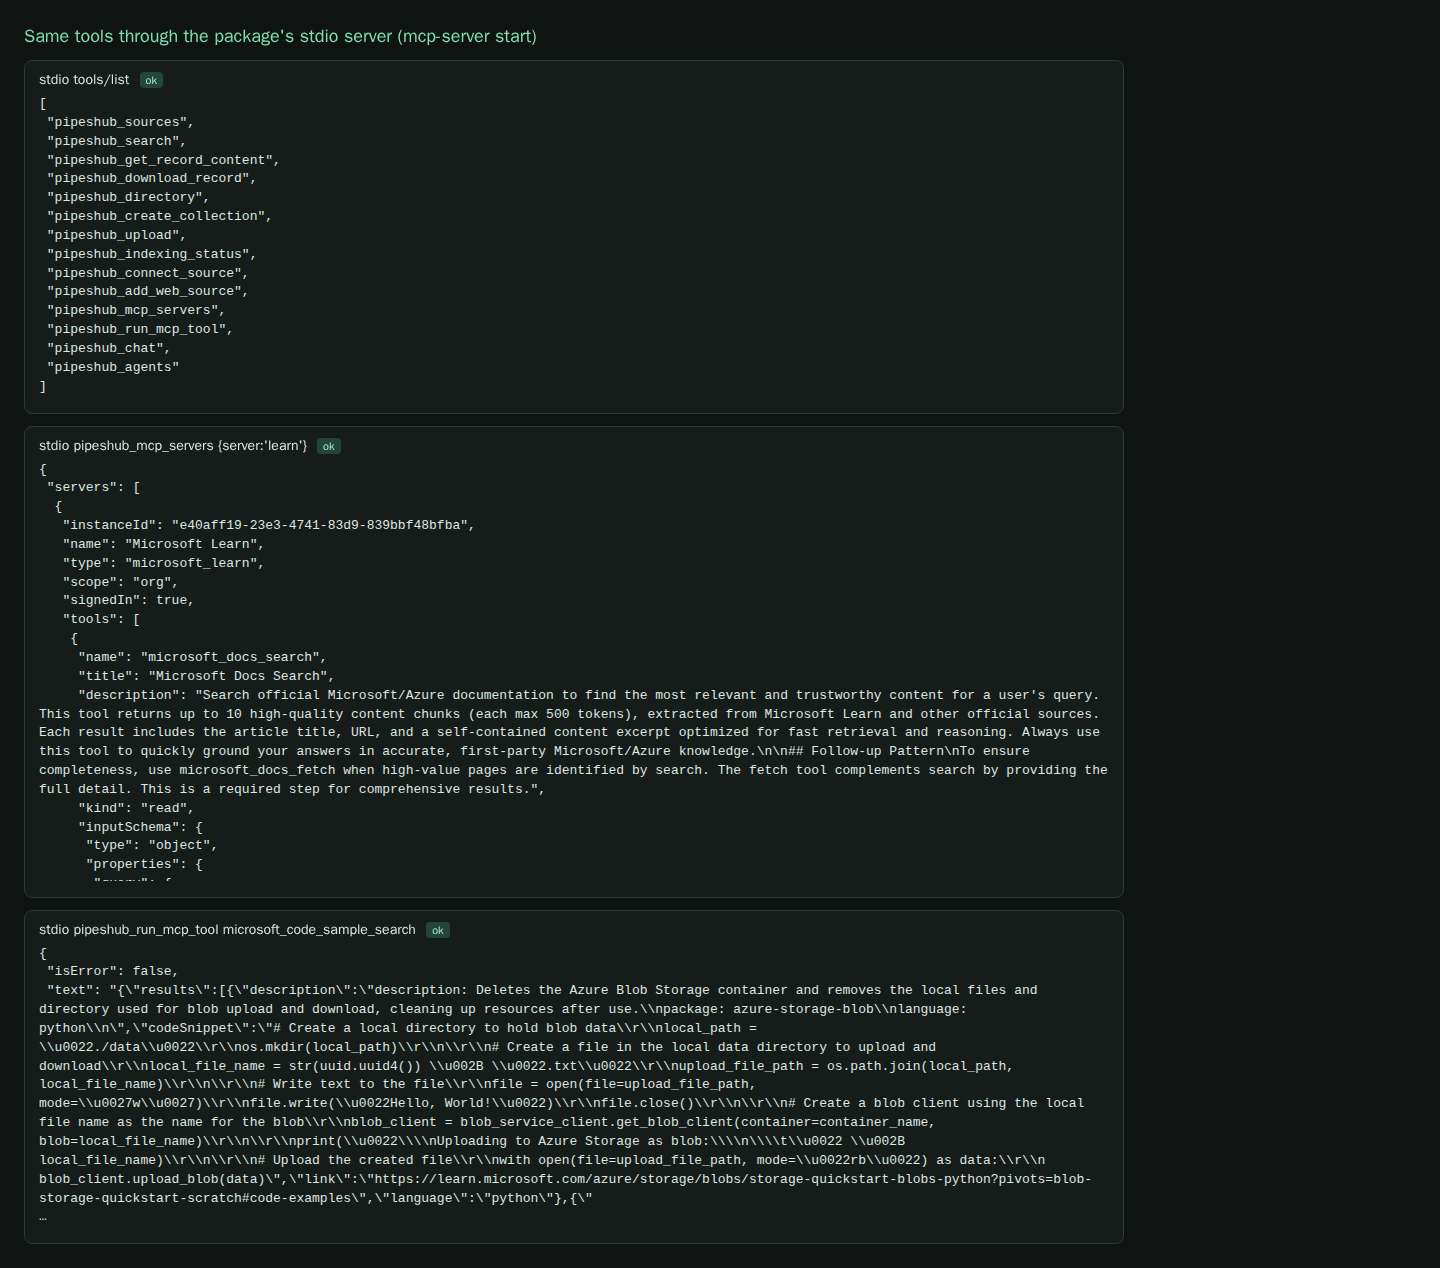 Same tools through the package's stdio server (mcp-server start)
stdio tools/list ok
[
"pipeshub_sources",
"pipeshub_search",
"pipeshub_get_record_content",
"pipeshub_download_record",
"pipeshub_directory",
"pipeshub_create_collection",
"pipeshub_upload",
"pipeshub_indexing_status",
"pipeshub_connect_source",
"pipeshub_add_web_source",
"pipeshub_mcp_servers",
"pipeshub_run_mcp_tool",
"pipeshub_chat",
"pipeshub_agents"
]
stdio pipeshub_mcp_servers {server:'learn'} ok
{
"servers": [
{
"instanceId": "e40aff19-23e3-4741-83d9-839bbf48bfba",
"name": "Microsoft Learn",
"type": "microsoft_learn",
"scope": "org",
"signedIn": true,
"tools": [
{
"name": "microsoft_docs_search",
"title": "Microsoft Docs Search",
"description": "Search official Microsoft/Azure documentation to find the most relevant and trustworthy content for a user's query.
This tool returns up to 10 high-quality content chunks (each max 500 tokens), extracted from Microsoft Learn and other official sources.
Each result includes the article title, URL, and a self-contained content excerpt optimized for fast retrieval and reasoning. Always use
this tool to quickly ground your answers in accurate, first-party Microsoft/Azure knowledge.\n\n## Follow-up Pattern\nTo ensure
completeness, use microsoft_docs_fetch when high-value pages are identified by search. The fetch tool complements search by providing the
full detail. This is a required step for comprehensive results.",
"kind": "read",
"inputSchema": {
"type": "object",
"properties": {
stdio pipeshub_run_mcp_tool microsoft_code_sample_search ok
{
"isError": false,
"text": "{\"results\":[{\"description\":\"description: Deletes the Azure Blob Storage container and removes the local files and
directory used for blob upload and download, cleaning up resources after use.\\npackage: azure-storage-blob\\nlanguage:
python\\n\",\"codeSnippet\":\"# Create a local directory to hold blob data\\r\\nlocal_path =
\\u0022./data\\u0022\\r\\nos.mkdir(local_path)\\r\\n\\r\\n# Create a file in the local data directory to upload and
download\\r\\nlocal_file_name = str(uuid.uuid4()) \\u002B \\u0022.txt\\u0022\\r\\nupload_file_path = os.path.join(local_path,
local_file_name)\\r\\n\\r\\n# Write text to the file\\r\\nfile = open(file=upload_file_path,
mode=\\u0027w\\u0027)\\r\\nfile.write(\\u0022Hello, World!\\u0022)\\r\\nfile.close()\\r\\n\\r\\n# Create a blob client using the local
file name as the name for the blob\\r\\nblob_client = blob_service_client.get_blob_client(container=container_name,
blob=local_file_name)\\r\\n\\r\\nprint(\\u0022\\\\nUploading to Azure Storage as blob:\\\\n\\\\t\\u0022 \\u002B
local_file_name)\\r\\n\\r\\n# Upload the created file\\r\\nwith open(file=upload_file_path, mode=\\u0022rb\\u0022) as data:\\r\\n
blob_client.upload_blob(data)\",\"link\":\"https://learn.microsoft.com/azure/storage/blobs/storage-quickstart-blobs-python?pivots=blob-
storage-quickstart-scratch#code-examples\",\"language\":\"python\"},{\"
…